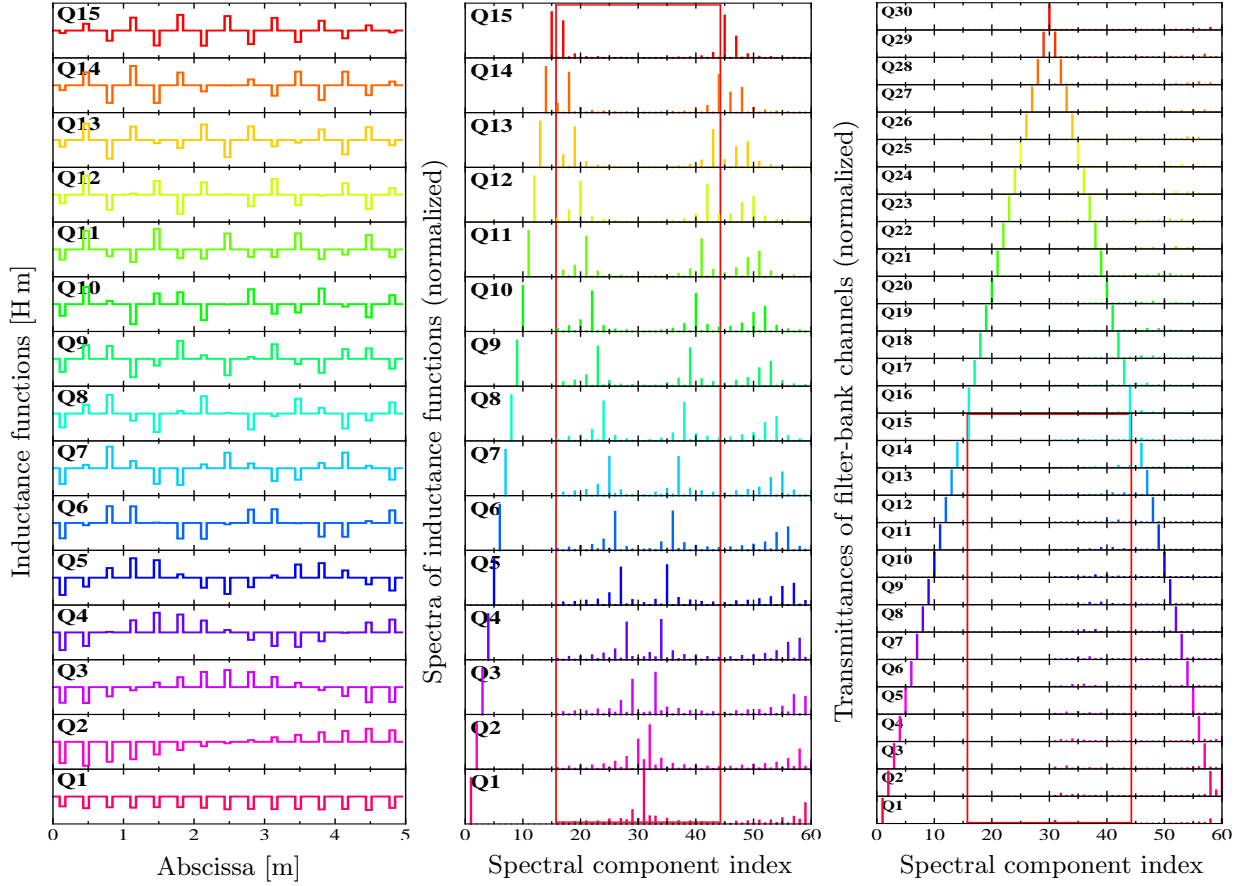 Inductance functions [H m]
Q15
Q14
Q13
Q12
Q11
Q10
Q9
Q8
Q7
Q6
Q5
Q4
Q3
Q2
Q1
0 1 2 3 4 5
Abscissa [m]
Spectra of inductance functions (normalized)
Q15
Q14
Q13
Q12
Q11
Q10
Q9
Q8
Q7
Q6
Q5
Q4
Q3
Q2
Q1
0 10 20 30 40 50 60
Spectral component index
Transmittances of filter-bank channels (normalized)
Q30
Q29
Q28
Q27
Q26
Q25
Q24
Q23
Q22
Q21
Q20
Q19
Q18
Q17
Q16
Q15
Q14
Q13
Q12
Q11
Q10
Q9
Q8
Q7
Q6
Q5
Q4
Q3
Q2
Q1
0 10 20 30 40 50 60
Spectral component index